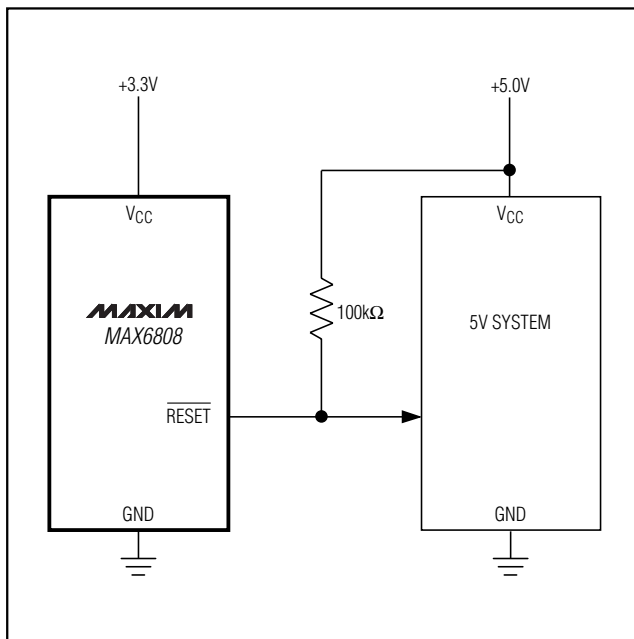 +3.3V
+5.0V
VCC
VCC
MAXIM
MAX6808
100kΩ
5V SYSTEM
RESET
GND
GND